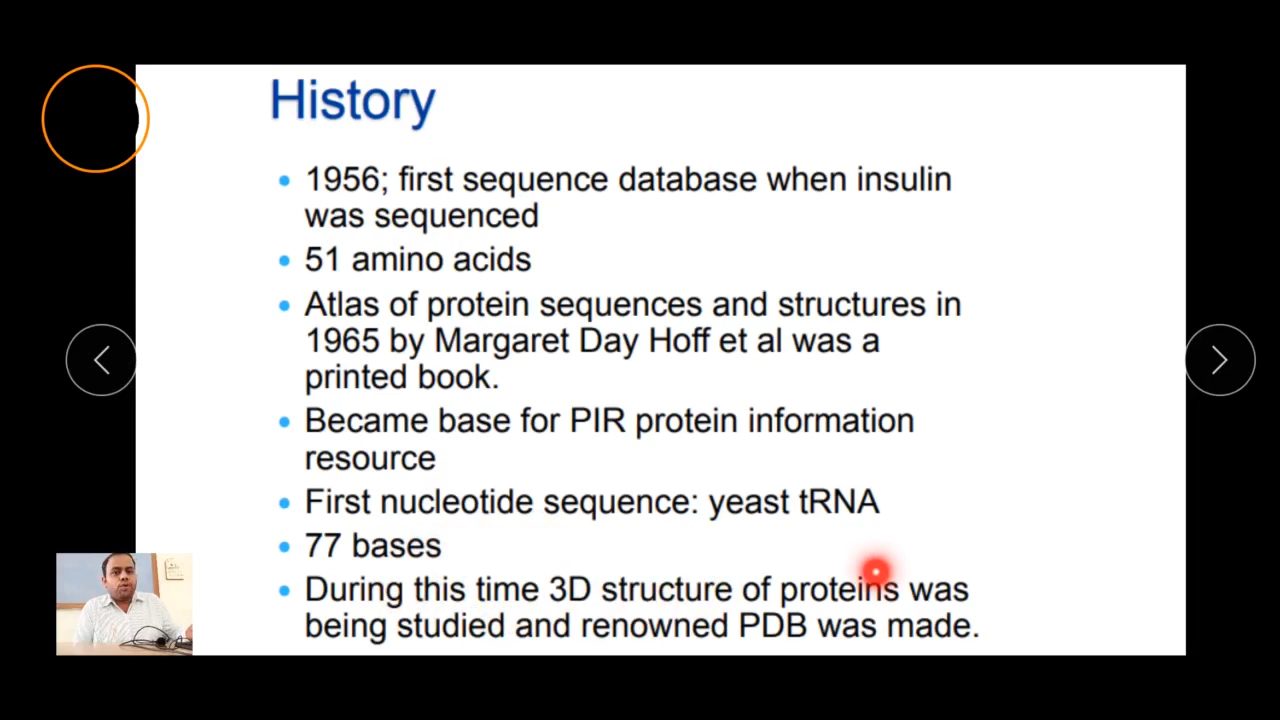 History
• 1956; first sequence database when insulin
was sequenced
• 51 amino acids
• Atlas of protein sequences and structures in
1965 by Margaret Day Hoff et al was a
printed book.
• Became base for PIR protein information
resource
• First nucleotide sequence: yeast tRNA
• 77 bases
• During this time 3D structure of proteins was
being studied and renowned PDB was made.